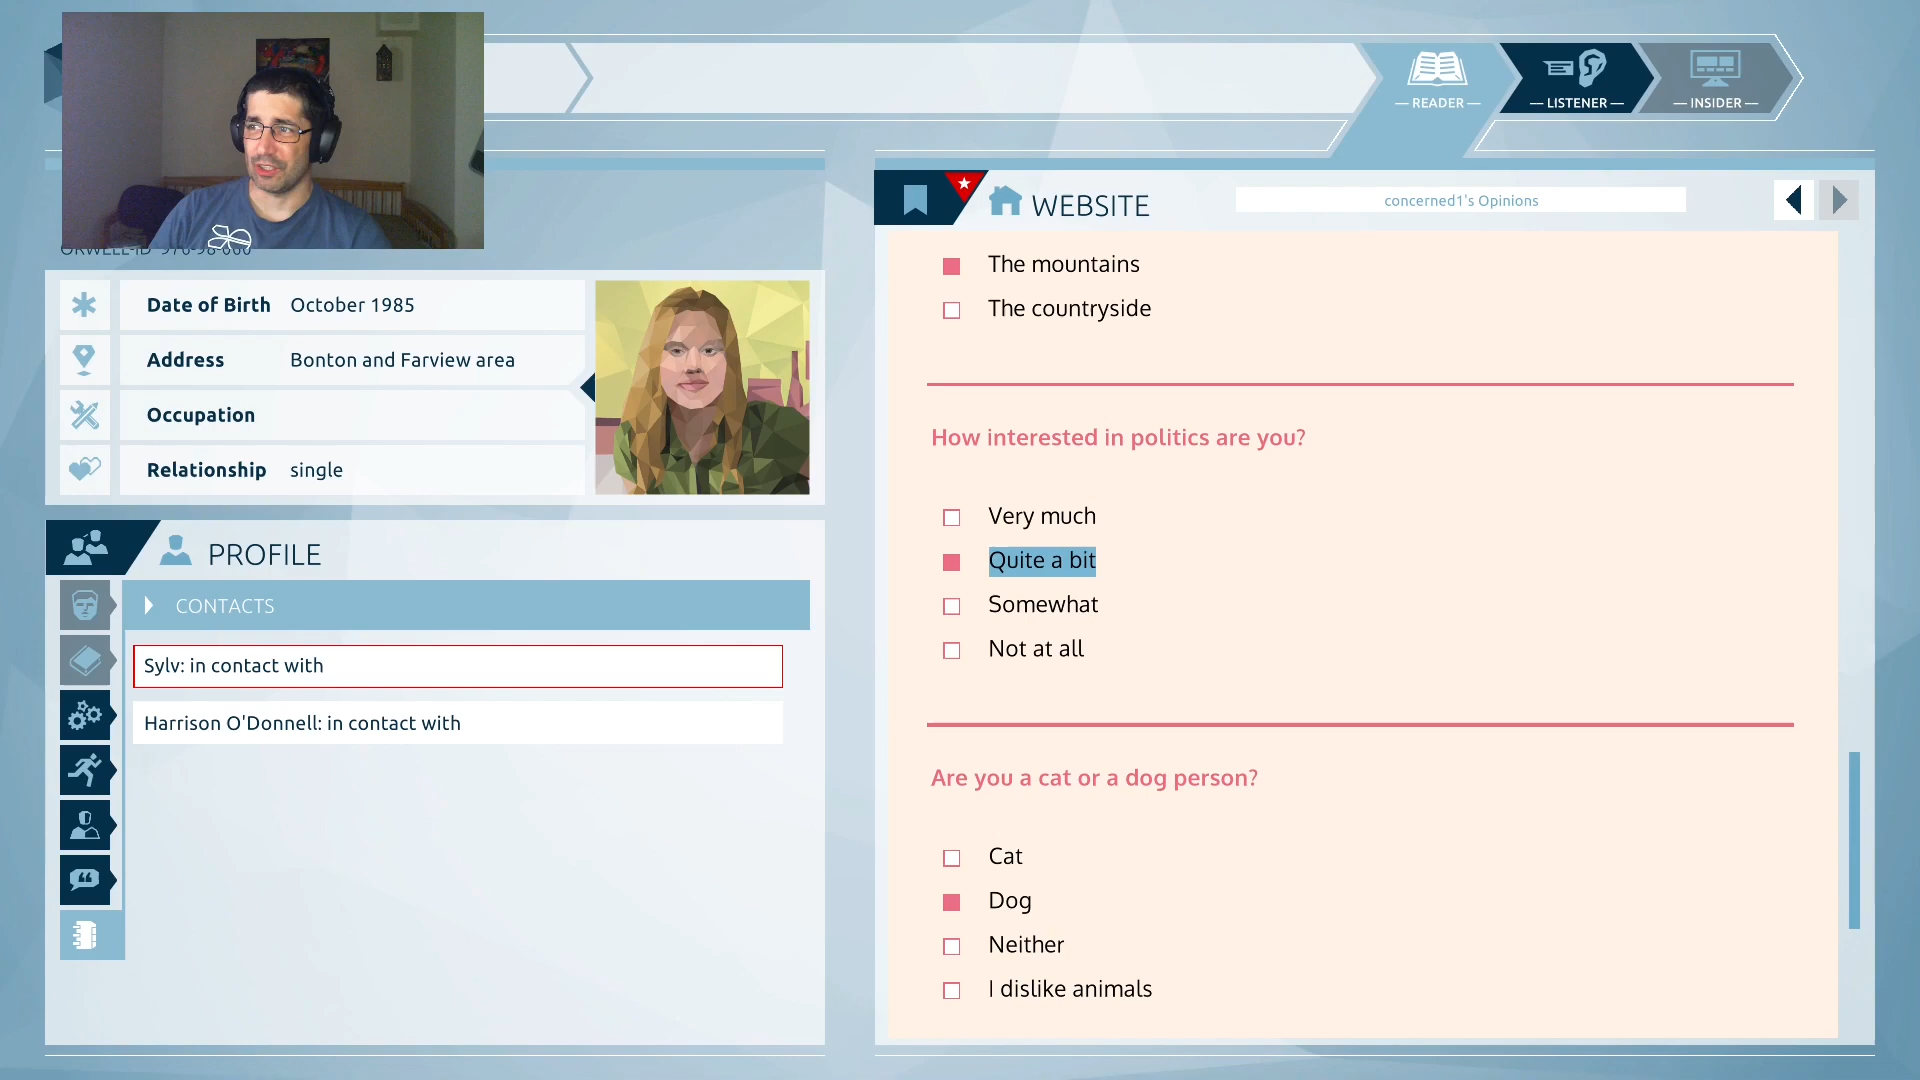 READER
LISTENER
INSIDER
WEBSITE
concerned1's Opinions
Date of Birth October 1985
Address Bonton and Farview area
Occupation
Relationship single
PROFILE
CONTACTS
Sylv: in contact with
Harrison O'Donnell: in contact with
The mountains
The countryside
How interested in politics are you?
Very much
Quite a bit
Somewhat
Not at all
Are you a cat or a dog person?
Cat
Dog
Neither
I dislike animals